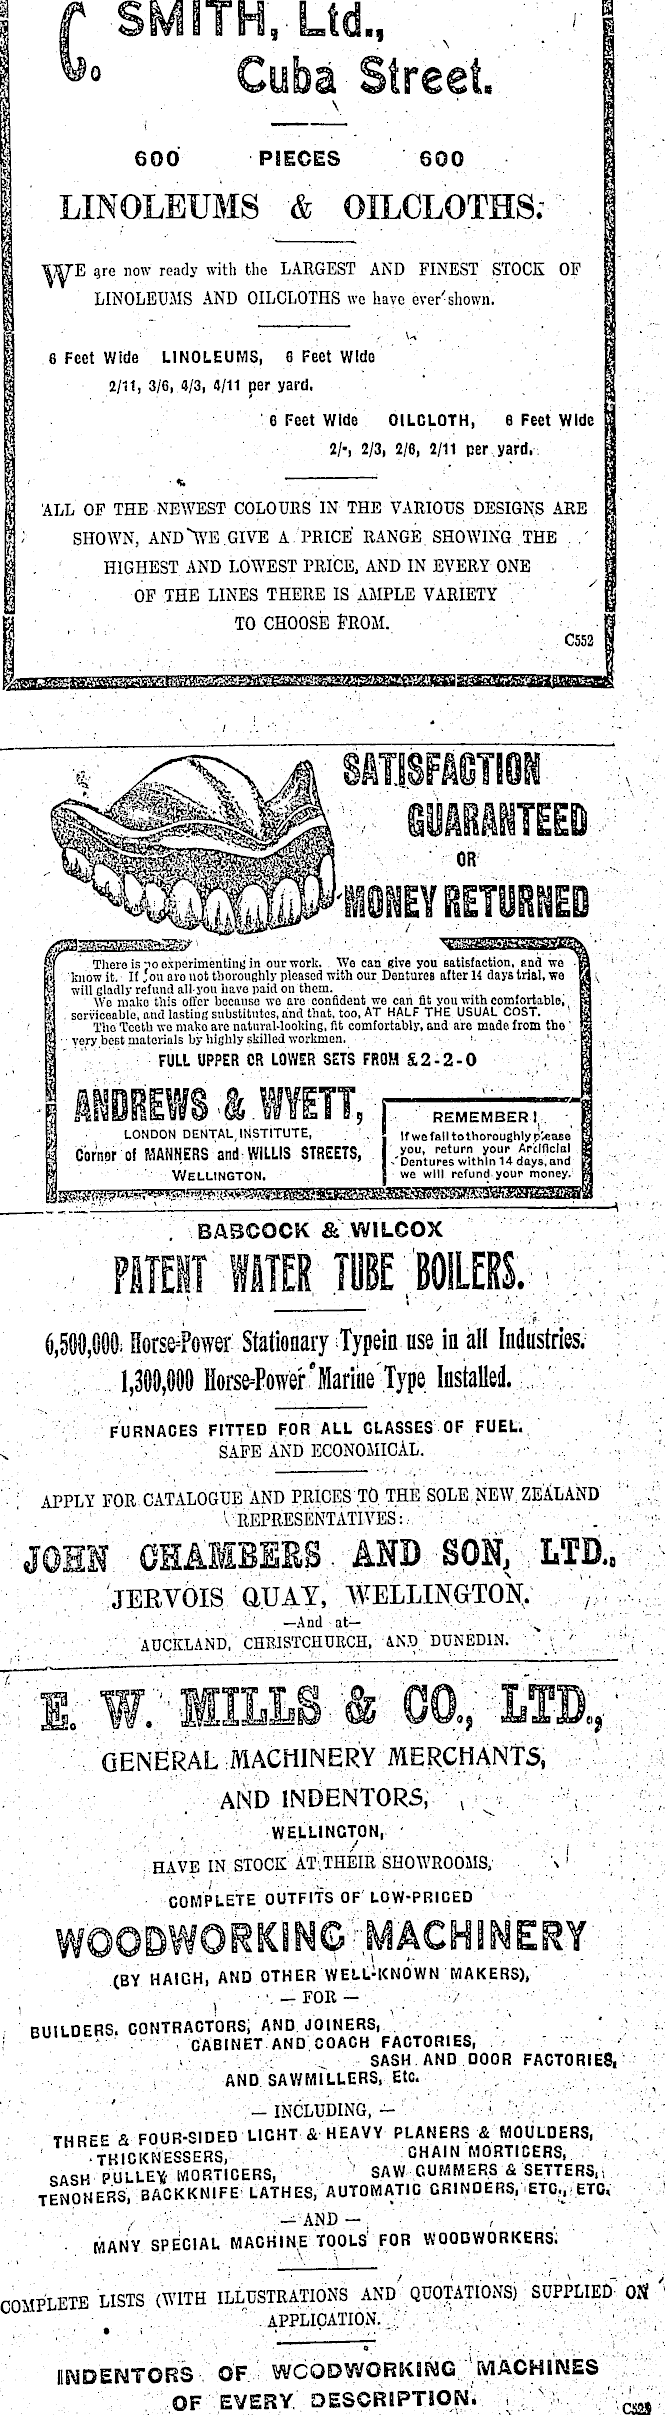 C. SMITH, Ltd.,
Cuba Street.
600 PIECES 600
LINOLEUMS & OILCLOTHS.
WE are now ready with the LARGEST AND FINEST STOCK OF
LINOLEUMS AND OILCLOTHS we have ever shown.
6 Feet Wide LINOLEUMS, 6 Feet Wide
2/11, 3/6, 4/3, 4/11 per yard.
6 Feet Wide OILCLOTH, 6 Feet Wide
2/-, 2/3, 2/6, 2/11 per yard.
ALL OF THE NEWEST COLOURS IN THE VARIOUS DESIGNS ARE
SHOWN, AND WE GIVE A PRICE RANGE SHOWING THE
HIGHEST AND LOWEST PRICE, AND IN EVERY ONE
OF THE LINES THERE IS AMPLE VARIETY
TO CHOOSE FROM.
C552
SATISFACTION
GUARANTEED
OR
MONEY RETURNED
There is no experimenting in our work. We can give you satisfaction, and we
know it. If you are not thoroughly pleased with our Dentures after 14 days trial, we
will gladly refund all you have paid on them.
We make this offer because we are confident we can fit you with comfortable,
serviceable, and lasting substitutes, and that, too, AT HALF THE USUAL COST.
The Teeth we make are natural-looking, fit comfortably, and are made from the
very best materials by highly skilled workmen.
FULL UPPER OR LOWER SETS FROM £2-2-0
ANDREWS & WYETT,
LONDON DENTAL INSTITUTE,
Corner of MANNERS and WILLIS STREETS,
WELLINGTON.
REMEMBER!
If we fail to thoroughly please
you, return your Artificial
Dentures within 14 days, and
we will refund your money.
BABCOCK & WILCOX
PATENT WATER TUBE BOILERS.
6,500,000 Horse-Power Stationary Typein use in all Industries.
1,300,000 Horse-Power Marine Type Installed.
FURNACES FITTED FOR ALL CLASSES OF FUEL.
SAFE AND ECONOMICAL.
APPLY FOR CATALOGUE AND PRICES TO THE SOLE NEW ZEALAND
REPRESENTATIVES:
JOHN CHAMBERS AND SON, LTD.,
JERVOIS QUAY, WELLINGTON.
—And at—
AUCKLAND, CHRISTCHURCH, AND DUNEDIN.
E. W. MILLS & CO., LTD.,
GENERAL MACHINERY MERCHANTS,
AND INDENTORS,
WELLINGTON,
HAVE IN STOCK AT THEIR SHOWROOMS,
COMPLETE OUTFITS OF LOW-PRICED
WOODWORKING MACHINERY
(BY HAIGH, AND OTHER WELL-KNOWN MAKERS),
— FOR —
BUILDERS, CONTRACTORS, AND JOINERS,
CABINET AND COACH FACTORIES,
SASH AND DOOR FACTORIES,
AND SAWMILLERS, Etc.
— INCLUDING, —
THREE & FOUR-SIDED LIGHT & HEAVY PLANERS & MOULDERS,
THICKNESSERS, CHAIN MORTICERS,
SASH PULLEY MORTICERS, SAW GUMMERS & SETTERS,
TENONERS, BACKKNIFE LATHES, AUTOMATIC GRINDERS, ETC., ETC.
— AND —
MANY SPECIAL MACHINE TOOLS FOR WOODWORKERS.
COMPLETE LISTS (WITH ILLUSTRATIONS AND QUOTATIONS) SUPPLIED ON
APPLICATION.
INDENTORS OF WOODWORKING MACHINES
OF EVERY DESCRIPTION.